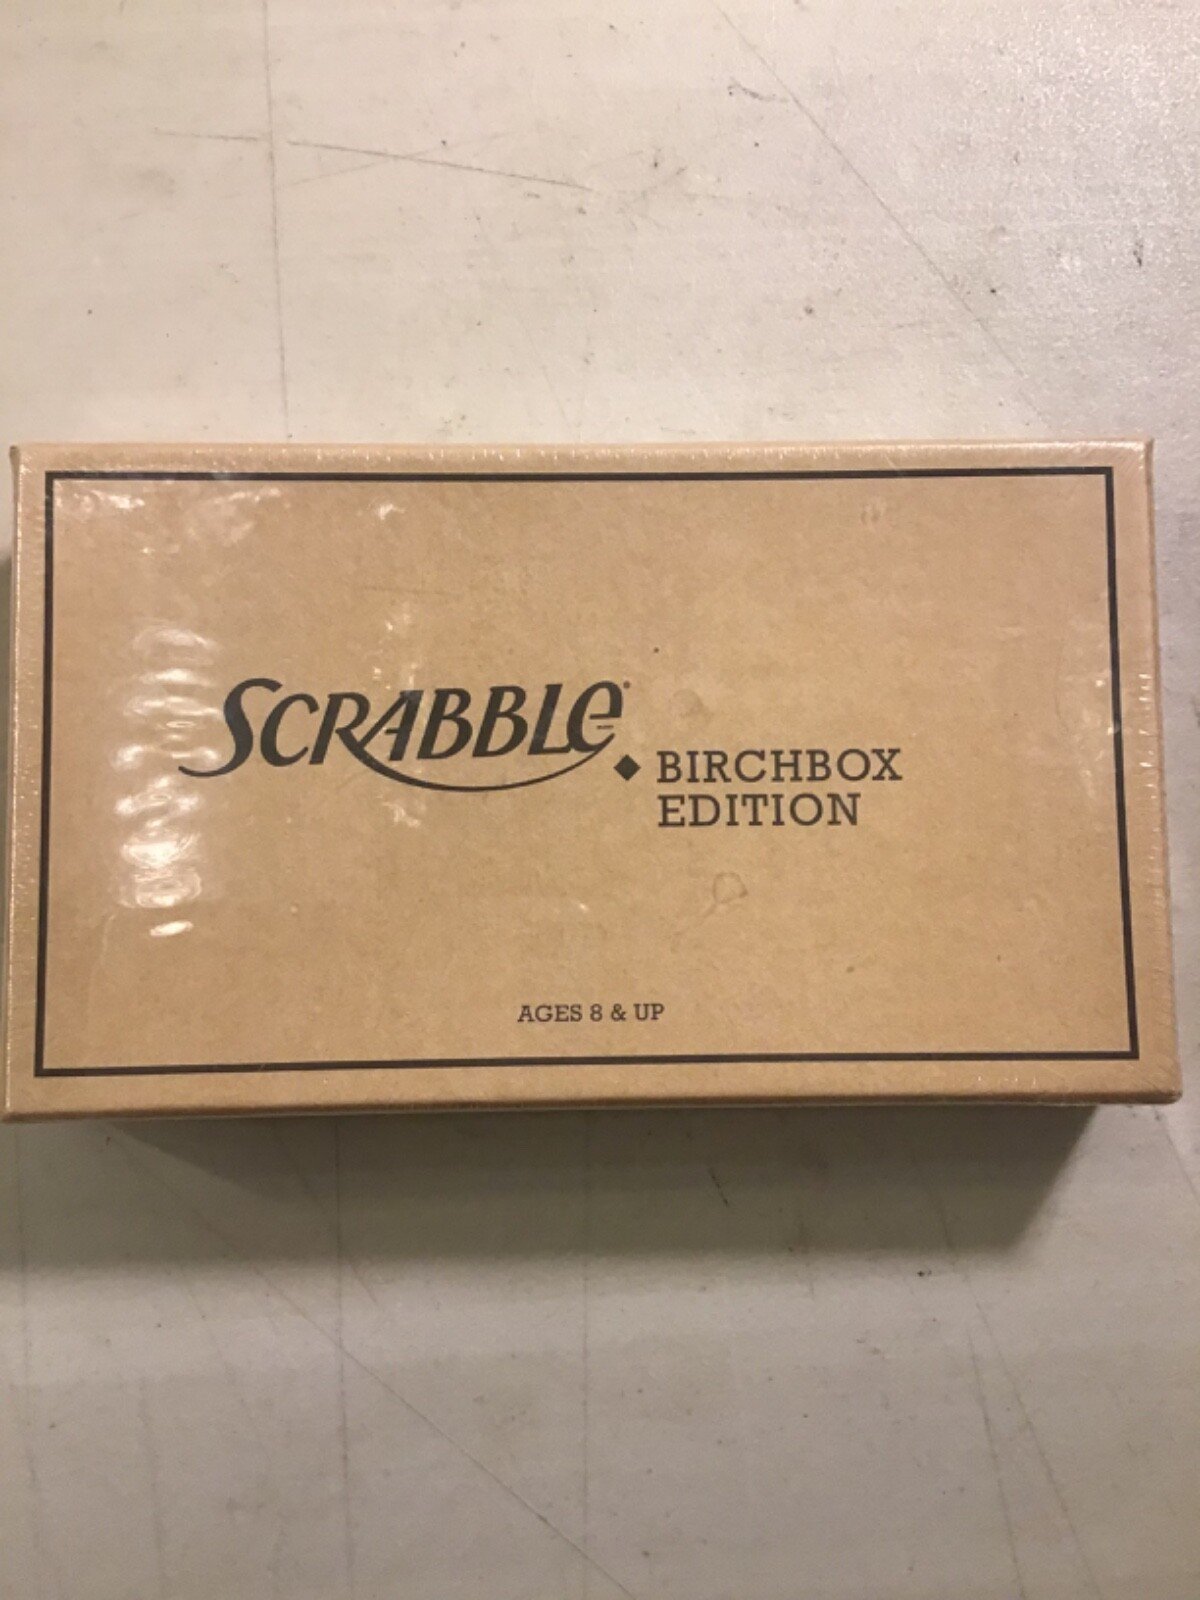 SCRABBLE®
BIRCHBOX
EDITION
AGES 8 & UP